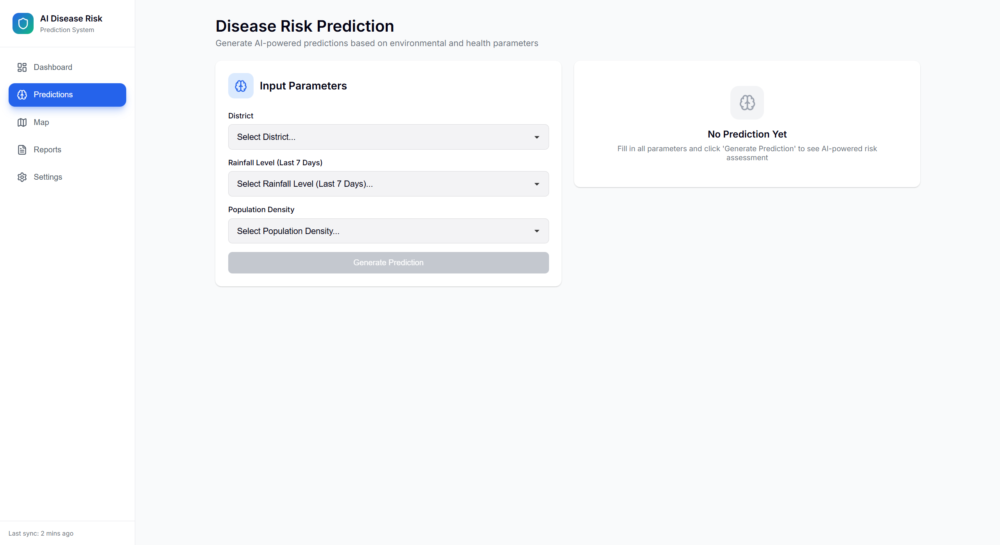 AI Disease Risk
Prediction System
Dashboard
Predictions
Map
Reports
Settings
Last sync: 2 mins ago
Disease Risk Prediction
Generate AI-powered predictions based on environmental and health parameters
Input Parameters
District
Select District...
Rainfall Level (Last 7 Days)
Select Rainfall Level (Last 7 Days)...
Population Density
Select Population Density...
Generate Prediction
No Prediction Yet
Fill in all parameters and click 'Generate Prediction' to see AI-powered risk
assessment